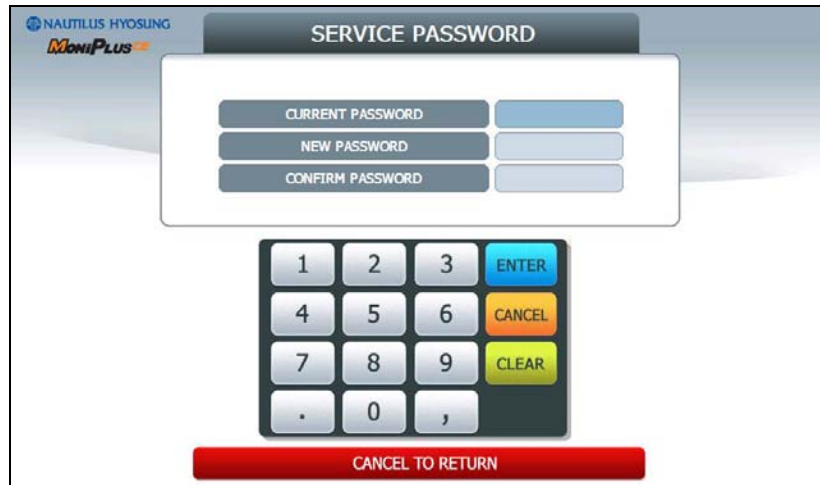 NAUTILUS HYOSUNG
MONIPLUS CE
SERVICE PASSWORD
CURRENT PASSWORD
NEW PASSWORD
CONFIRM PASSWORD
1 2 3 ENTER
4 5 6 CANCEL
7 8 9 CLEAR
. 0 ,
CANCEL TO RETURN